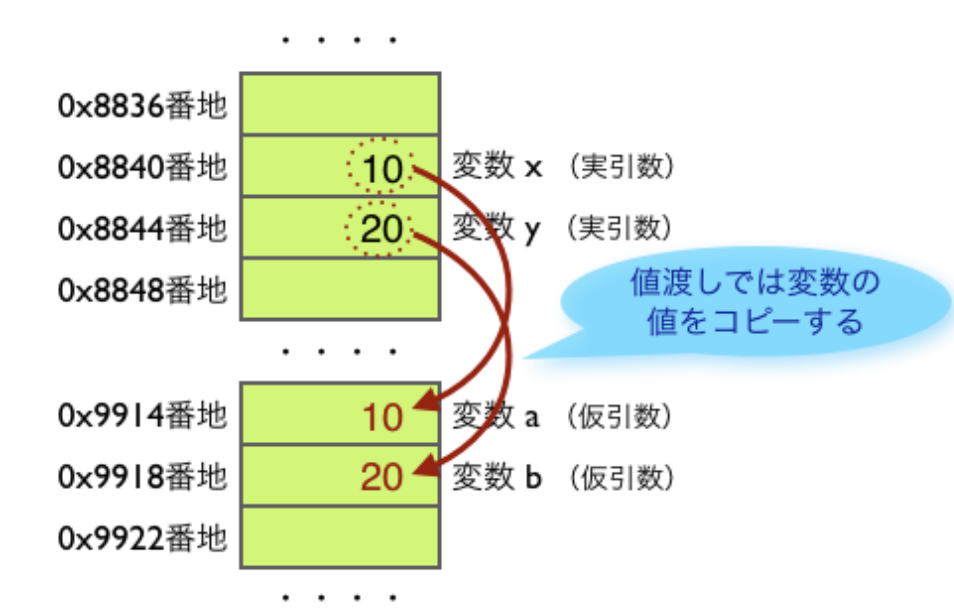 ・・・・
0x8836番地
0x8840番地 10 変数 x （実引数）
0x8844番地 20 変数 y （実引数）
0x8848番地
値渡しでは変数の
値をコピーする
・・・・
0x9914番地 10 変数 a （仮引数）
0x9918番地 20 変数 b （仮引数）
0x9922番地
・・・・